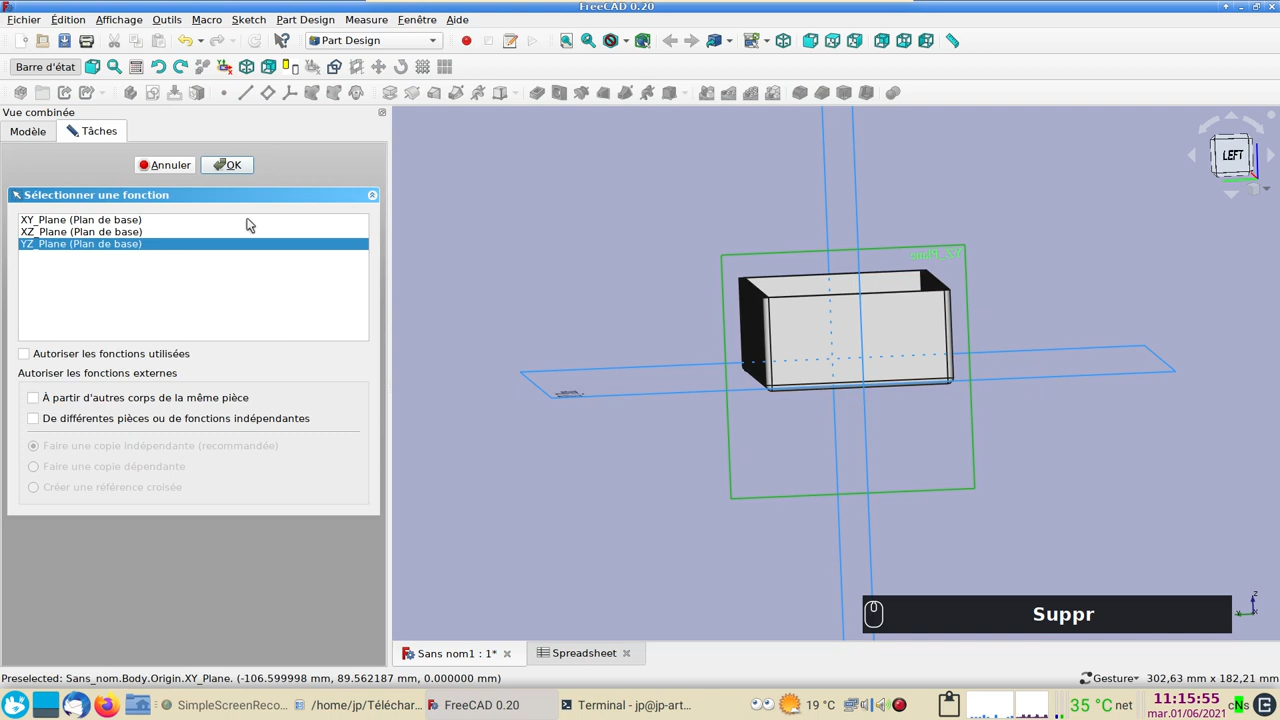 FreeCAD 0.20
Fichier Édition Affichage Outils Macro Sketch Part Design Measure Fenêtre Aide
Part Design
Barre d'état
Vue combinée
Modèle Tâches
Annuler OK
Sélectionner une fonction
XY_Plane (Plan de base)
XZ_Plane (Plan de base)
YZ_Plane (Plan de base)
Autoriser les fonctions utilisées
Autoriser les fonctions externes
À partir d'autres corps de la même pièce
De différentes pièces ou de fonctions indépendantes
Faire une copie indépendante (recommandée)
Faire une copie dépendante
Créer une référence croisée
LEFT
Suppr
Sans nom1 : 1* Spreadsheet
Preselected: Sans_nom.Body.Origin.XY_Plane. (-106.599998 mm, 89.562187 mm, 0.000000 mm)
Gesture 302,63 mm x 182,21 mm
SimpleScreenReco... /home/jp/Téléchar... FreeCAD 0.20 Terminal - jp@jp-art... 19 °C 35 °C net 11:15:55
mar.01/06/2021